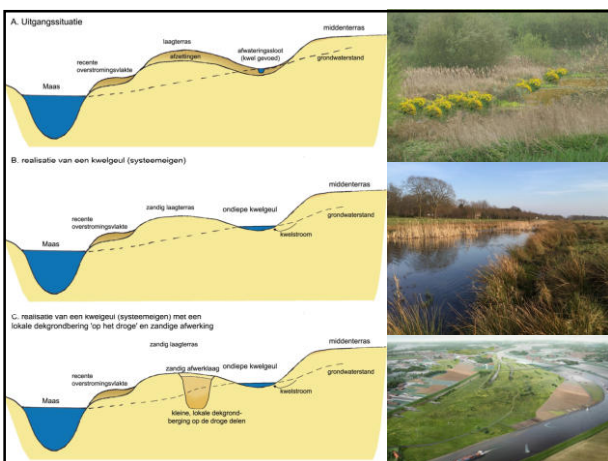 A. Uitgangssituatie
middenterras
laagterras
afwateringssloot
(kwel gevoed)
afzettingen
recente
overstromingsvlakte
grondwaterstand
Maas
B. realisatie van een kwelgeul (systeemeigen)
middenterras
zandig laagterras
ondiepe kwelgeul
recente
overstromingsvlakte
grondwaterstand
kwelstroom
Maas
C. realisatie van een kwelgeul (systeemeigen) met een
lokale dekgrondbering 'op het droge' en zandige afwerking
zandig laagterras
middenterras
zandig afwerklaag
ondiepe kwelgeul
recente
overstromingsvlakte
grondwaterstand
kwelstroom
Maas
kleine, lokale dekgrond-
berging op de droge delen